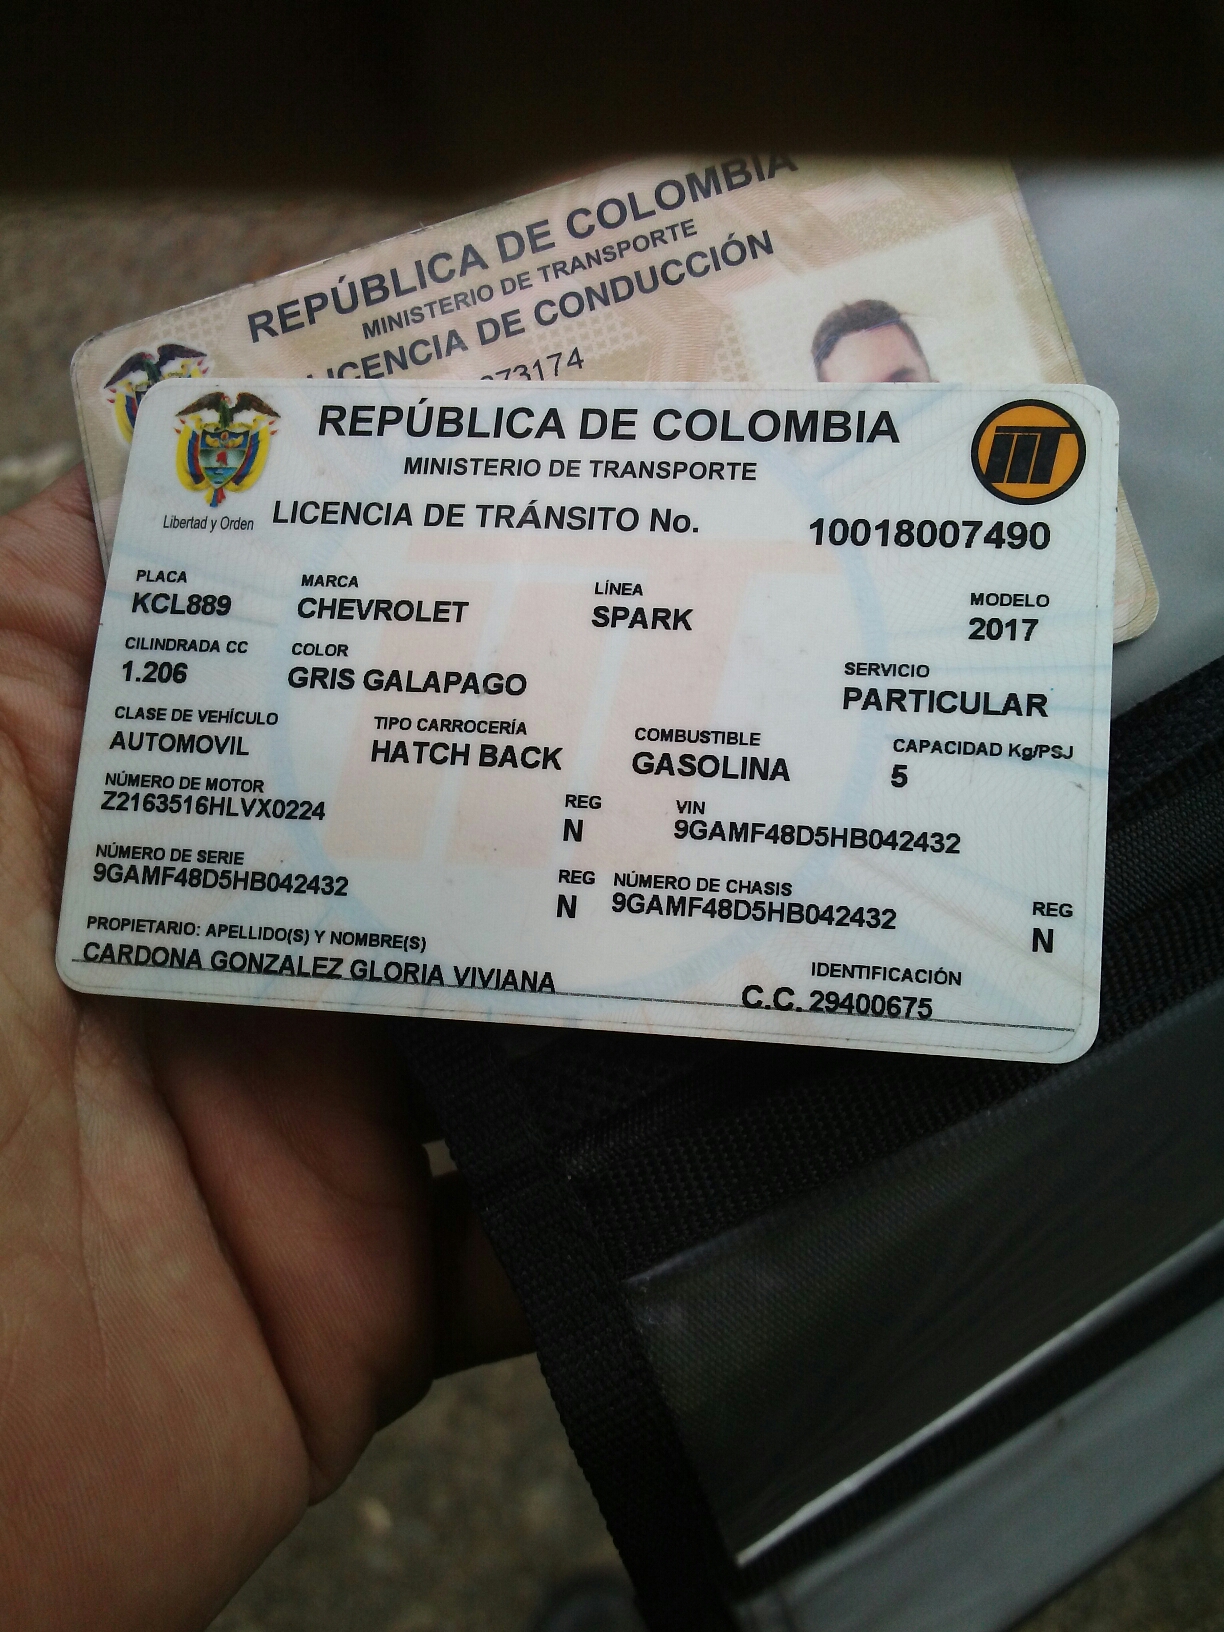 REPÚBLICA DE COLOMBIA
MINISTERIO DE TRANSPORTE
LICENCIA DE CONDUCCIÓN
73174
REPÚBLICA DE COLOMBIA
MINISTERIO DE TRANSPORTE
Libertad y Orden
LICENCIA DE TRÁNSITO No. 10018007490
PLACA MARCA LÍNEA MODELO
KCL889 CHEVROLET SPARK 2017
CILINDRADA CC COLOR SERVICIO
1.206 GRIS GALAPAGO PARTICULAR
CLASE DE VEHÍCULO TIPO CARROCERÍA COMBUSTIBLE CAPACIDAD Kg/PSJ
AUTOMOVIL HATCH BACK GASOLINA 5
NÚMERO DE MOTOR REG VIN
Z2163516HLVX0224 N 9GAMF48D5HB042432
NÚMERO DE SERIE REG NÚMERO DE CHASIS REG
9GAMF48D5HB042432 N 9GAMF48D5HB042432 N
PROPIETARIO: APELLIDO(S) Y NOMBRE(S) IDENTIFICACIÓN
CARDONA GONZALEZ GLORIA VIVIANA C.C. 29400675